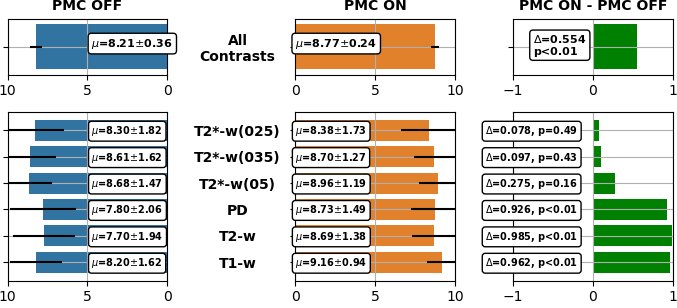 PMC OFF
PMC ON
PMC ON - PMC OFF
μ=8.21±0.36
All
Contrasts
μ=8.77±0.24
Δ=0.554
p<0.01
10 5 0
0 5 10
−1 0 1
μ=8.30±1.82 T2*-w(025) μ=8.38±1.73 Δ=0.078, p=0.49
μ=8.61±1.62 T2*-w(035) μ=8.70±1.27 Δ=0.097, p=0.43
μ=8.68±1.47 T2*-w(05) μ=8.96±1.19 Δ=0.275, p=0.16
μ=7.80±2.06 PD μ=8.73±1.49 Δ=0.926, p<0.01
μ=7.70±1.94 T2-w μ=8.69±1.38 Δ=0.985, p<0.01
μ=8.20±1.62 T1-w μ=9.16±0.94 Δ=0.962, p<0.01
10 5 0
0 5 10
−1 0 1